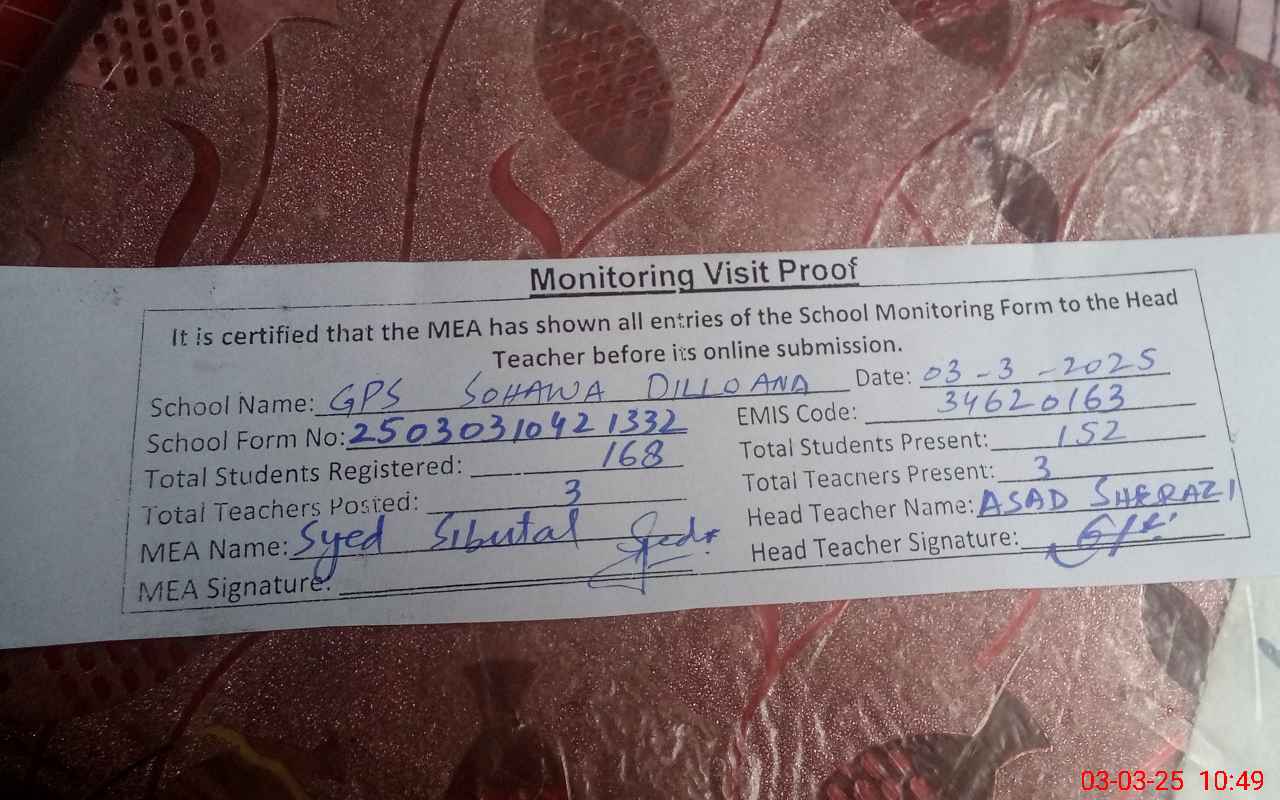 Monitoring Visit Proof
It is certified that the MEA has shown all entries of the School Monitoring Form to the Head
Teacher before its online submission.
School Name: GPS SOHAWA DILLOANA Date: 03-3-2025
School Form No: 25030310421332 EMIS Code: 34620163
Total Students Registered: 168 Total Students Present: 152
Total Teachers Posted: 3 Total Teachers Present: 3
MEA Name: Syed Sibutal Head Teacher Name: ASAD SHERAZI
MEA Signature: Head Teacher Signature:
03-03-25 10:49